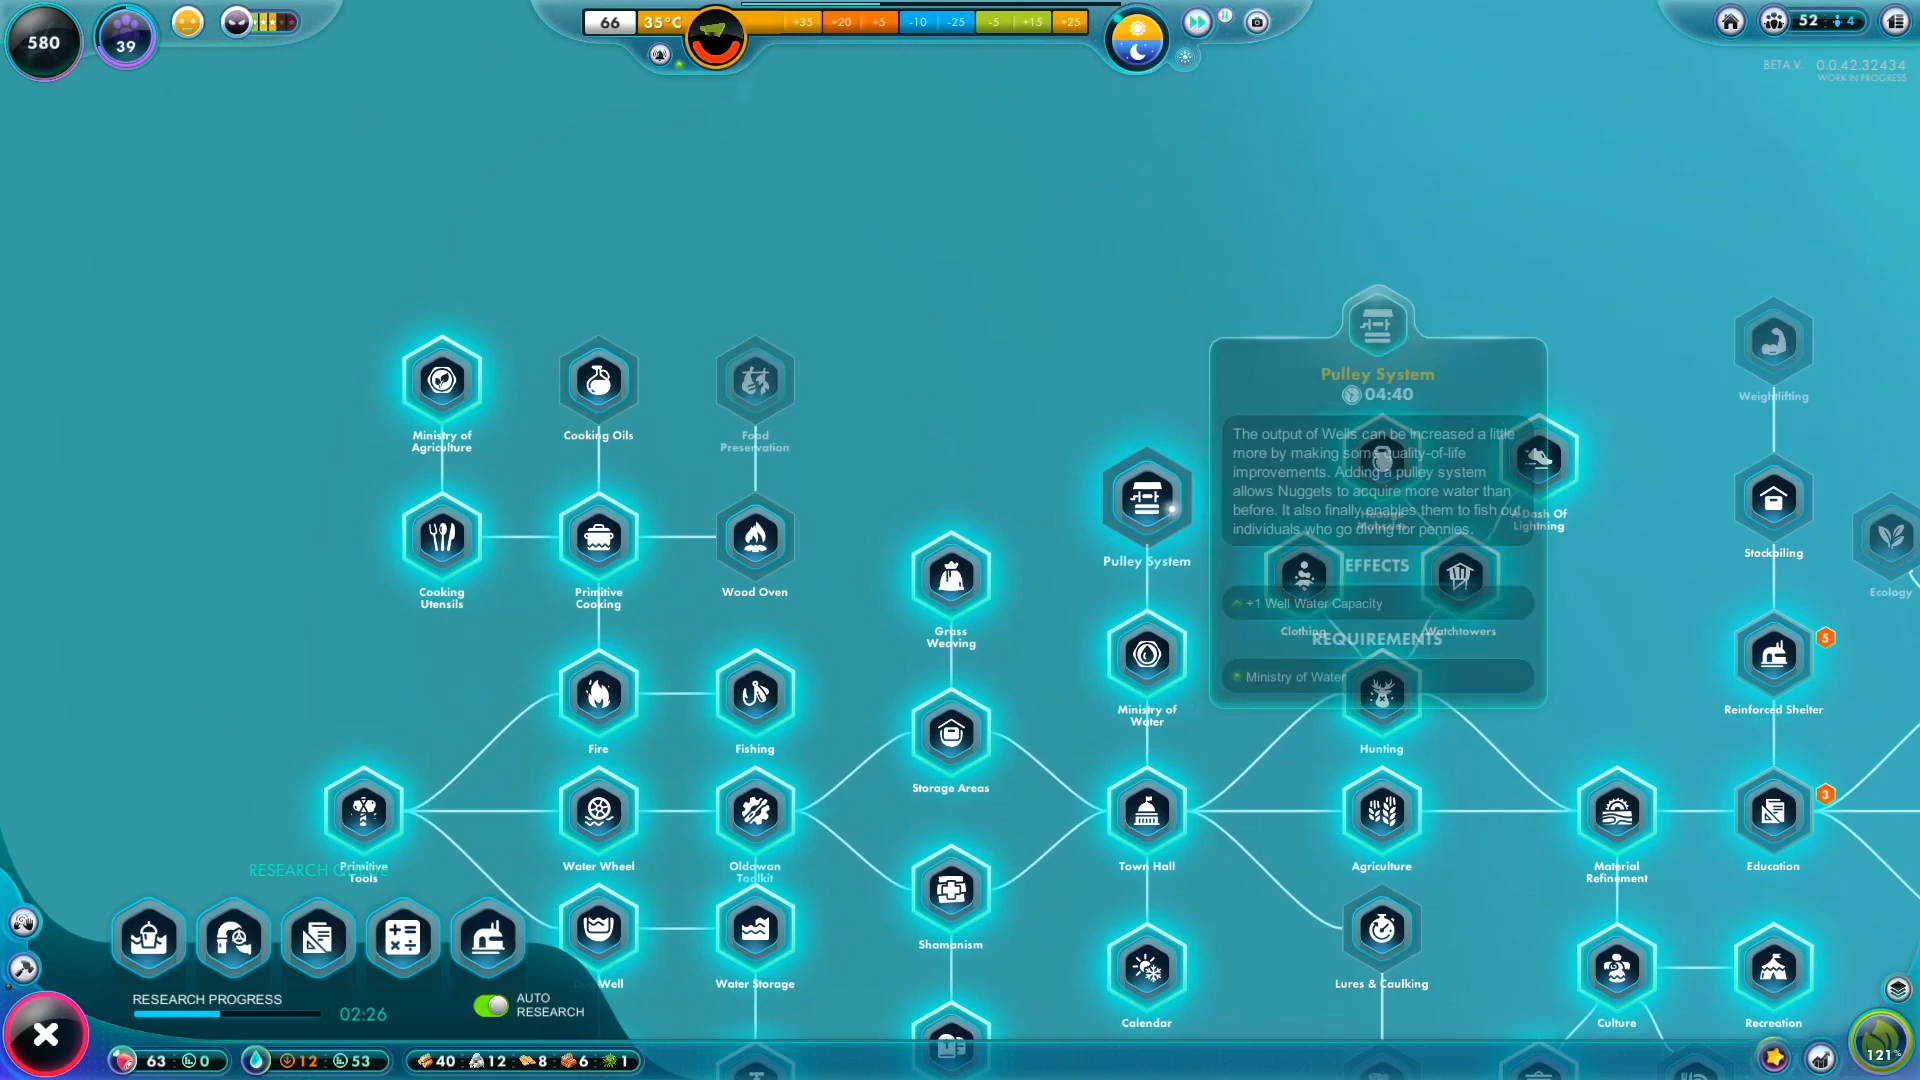 580
39
66
35°C
+35
+20
+5
-10
-25
-5
+15
+25
52
4
BETA V. 0.0.42.32434
WORK IN PROGRESS
Pulley System
04:40
The output of Wells can be increased a little
more by making some quality-of-life
improvements. Adding a pulley system
allows Nuggets to acquire more water than
before. It also finally enables them to fish out
individuals who go diving for pennies.
EFFECTS
+1 Well Water Capacity
REQUIREMENTS
Ministry of Water
Weightlifting
Ministry of
Agriculture
Cooking Oils
Food
Preservation
A Dash Of
Lightning
Pulley System
Stockpiling
Cooking
Utensils
Primitive
Cooking
Wood Oven
Ecology
Grass
Weaving
Clothing
Watchtowers
5
Ministry of
Water
Reinforced Shelter
Fire
Fishing
Hunting
Storage Areas
3
Primitive
Tools
Water Wheel
Oldowan
Toolkit
Town Hall
Agriculture
Material
Refinement
Education
Shamanism
Well
Water Storage
Lures & Caulking
Calendar
Culture
Recreation
RESEARCH QUEUE
RESEARCH PROGRESS
02:26
AUTO
RESEARCH
63
0
12
53
40
12
8
6
1
121%